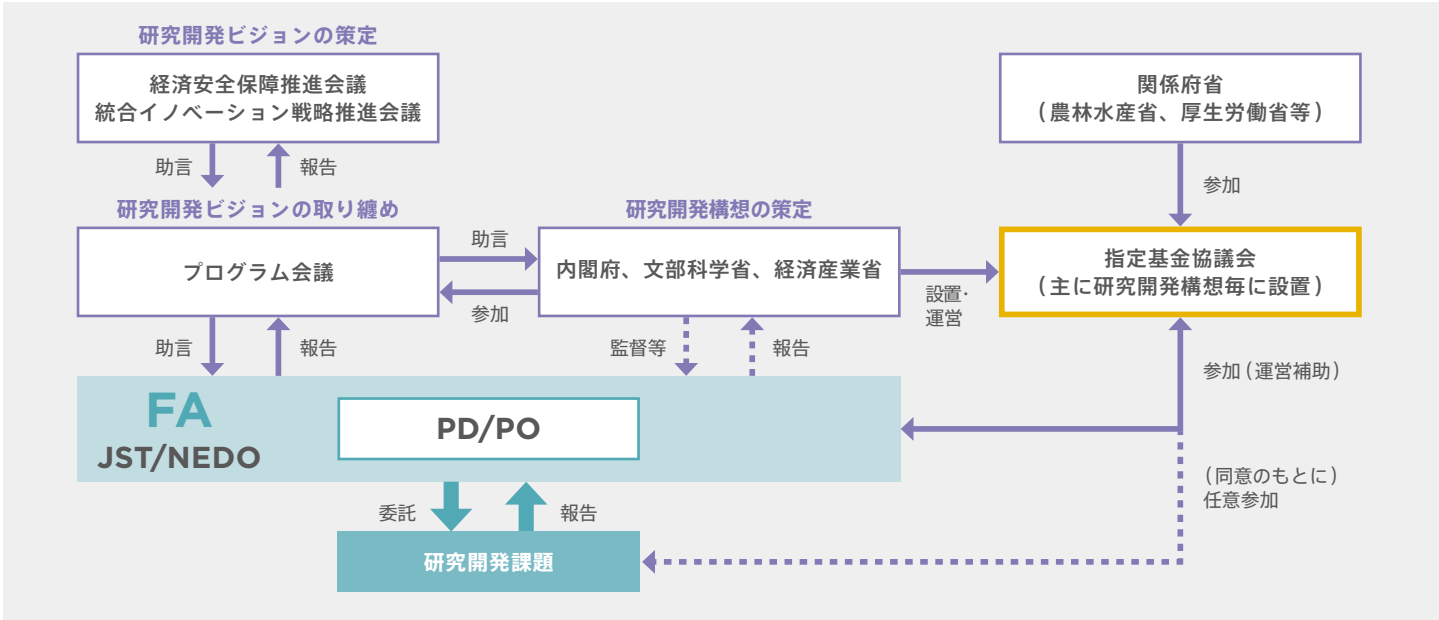 研究開発ビジョンの策定
経済安全保障推進会議
統合イノベーション戦略推進会議
関係府省
（農林水産省、厚生労働省等）
助言
報告
参加
研究開発ビジョンの取り纏め
研究開発構想の策定
プログラム会議
助言
参加
内閣府、文部科学省、経済産業省
設置・
運営
指定基金協議会
（主に研究開発構想毎に設置）
助言
報告
監督等
報告
参加（運営補助）
FA
JST/NEDO
PD/PO
（同意のもとに）
任意参加
委託
報告
研究開発課題